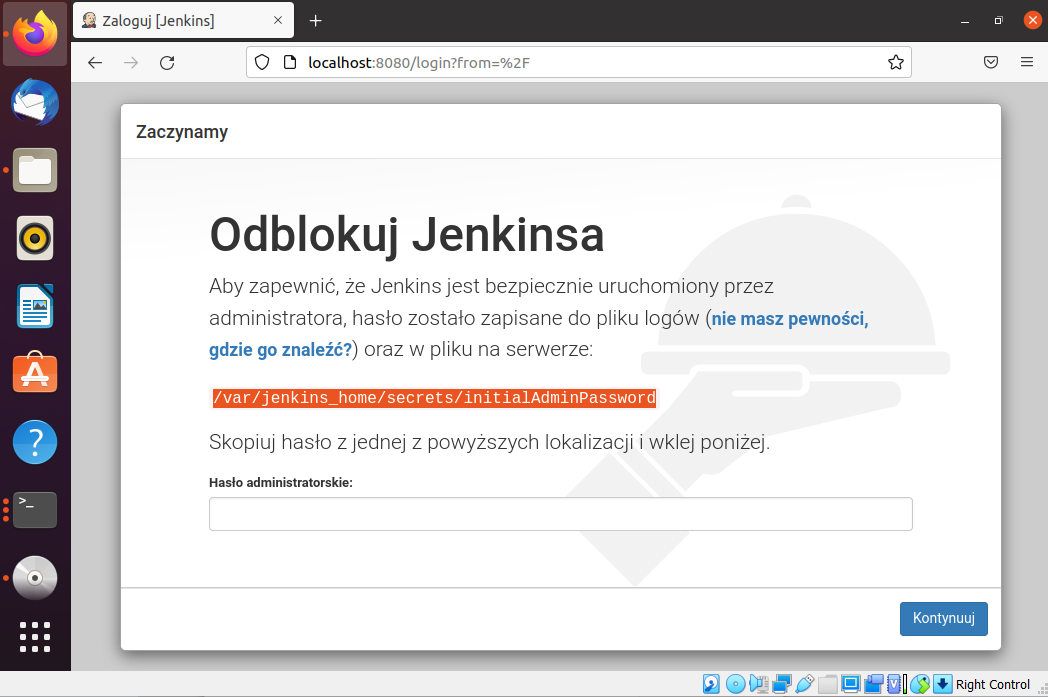 Zaloguj [Jenkins]
localhost:8080/login?from=%2F
Zaczynamy
Odblokuj Jenkinsa
Aby zapewnić, że Jenkins jest bezpiecznie uruchomiony przez
administratora, hasło zostało zapisane do pliku logów (nie masz pewności,
gdzie go znaleźć?) oraz w pliku na serwerze:
/var/jenkins_home/secrets/initialAdminPassword
Skopiuj hasło z jednej z powyższych lokalizacji i wklej poniżej.
Hasło administratorskie:
Kontynuuj
Right Control